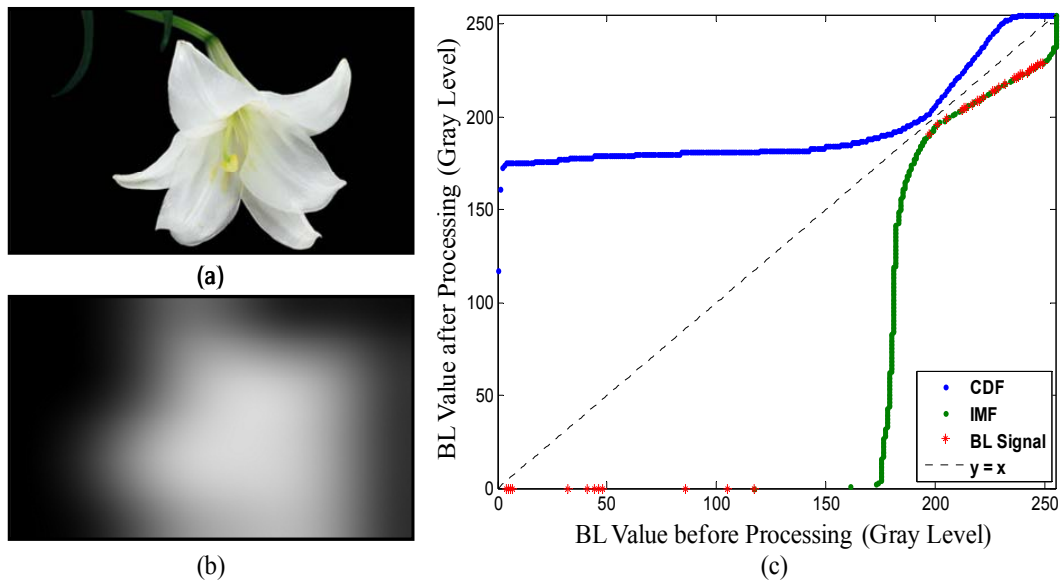 (a)
(b)
BL Value after Processing (Gray Level)
250
200
150
100
50
0
0 50 100 150 200 250
CDF
IMF
BL Signal
y = x
BL Value before Processing (Gray Level)
(c)